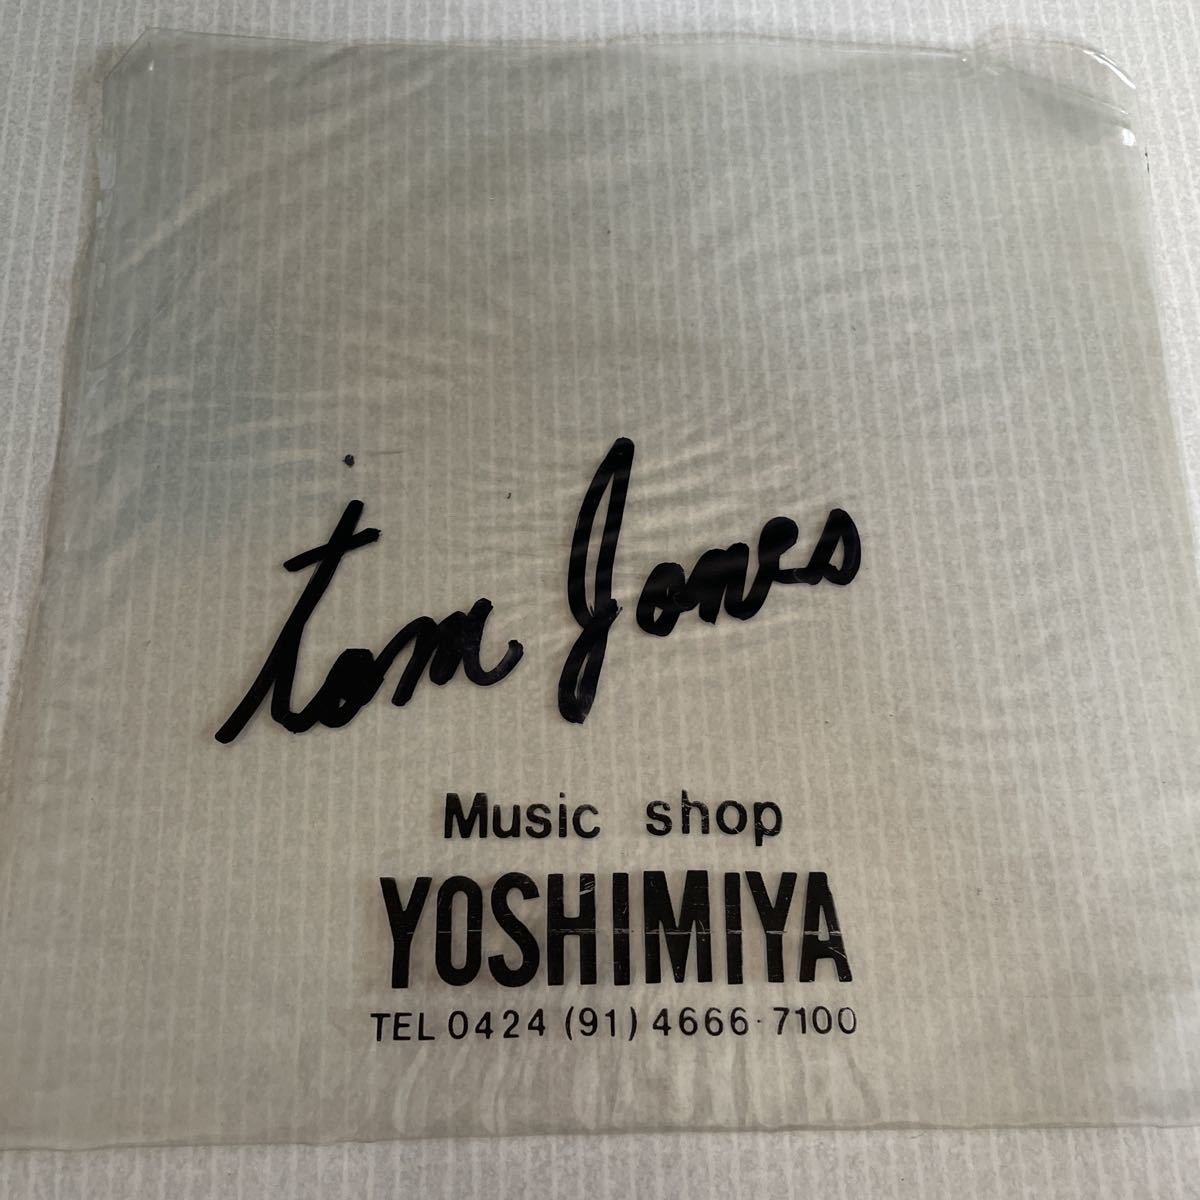 tom Jones
Music shop
YOSHIMIYA
TEL 0424 (91) 4666・7100